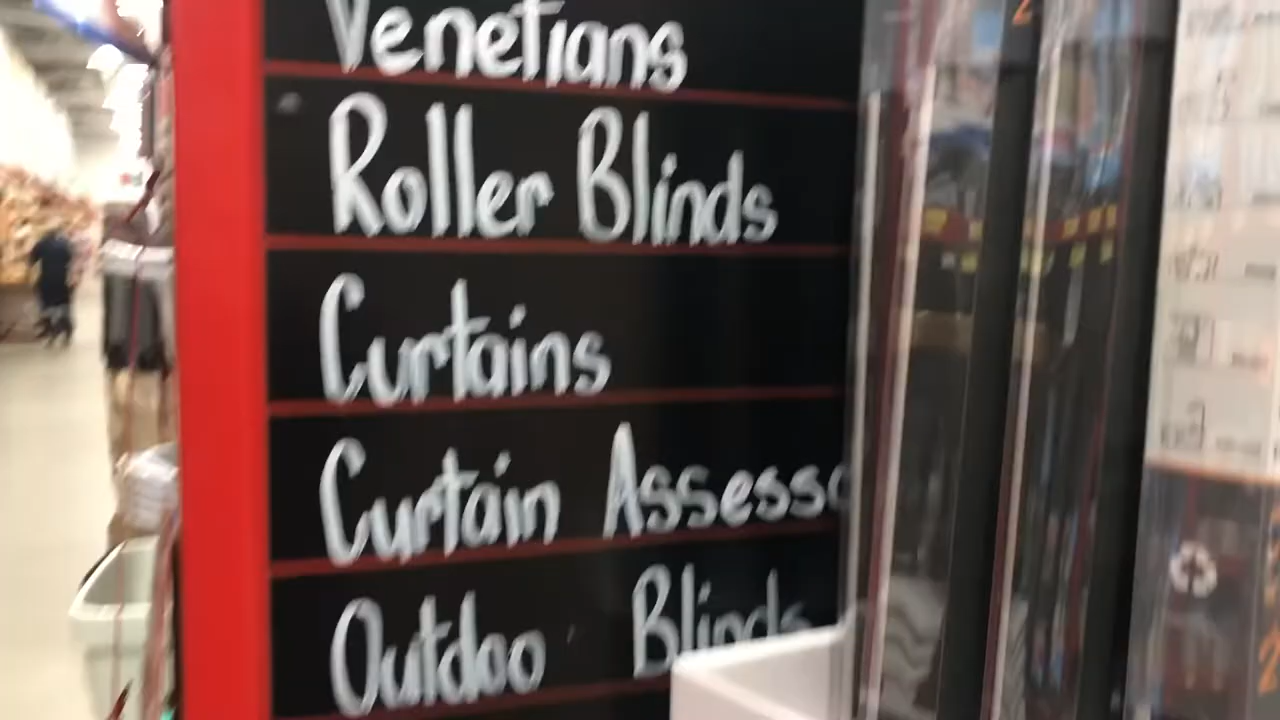 Venetians
Roller Blinds
Curtains
Curtain Assesso
Outdoo Blinds